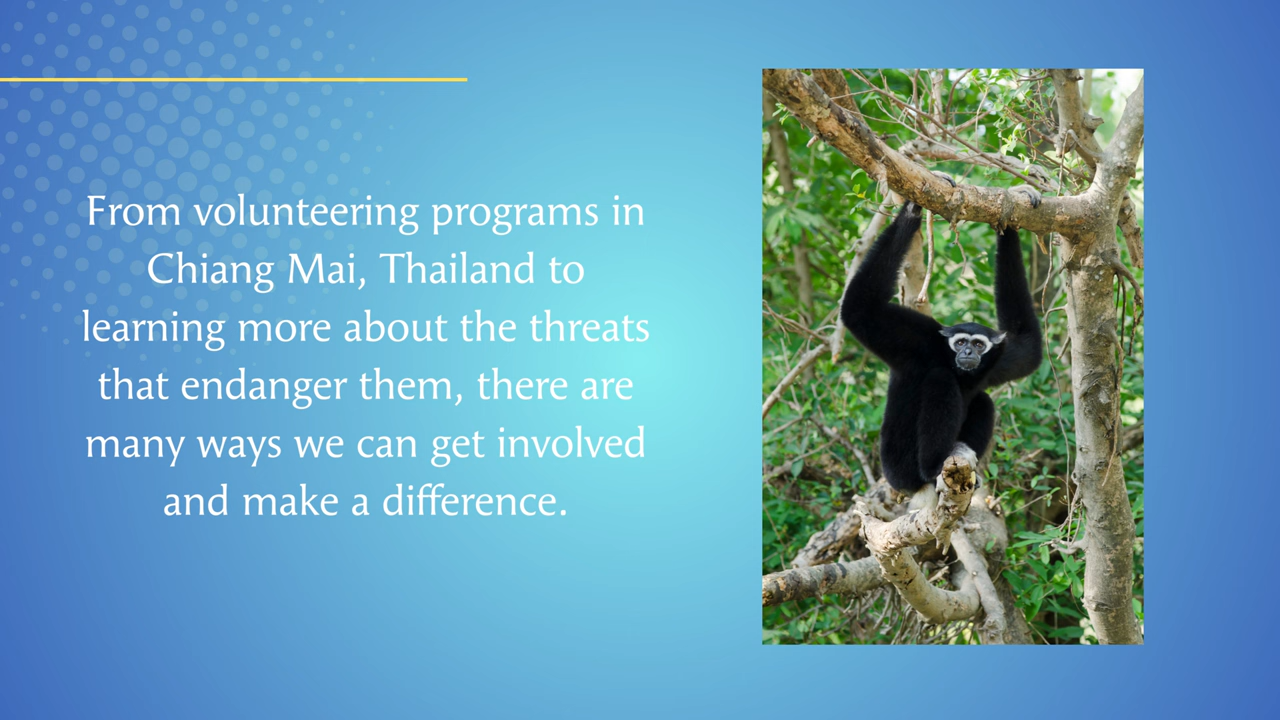 From volunteering programs in
Chiang Mai, Thailand to
learning more about the threats
that endanger them, there are
many ways we can get involved
and make a difference.